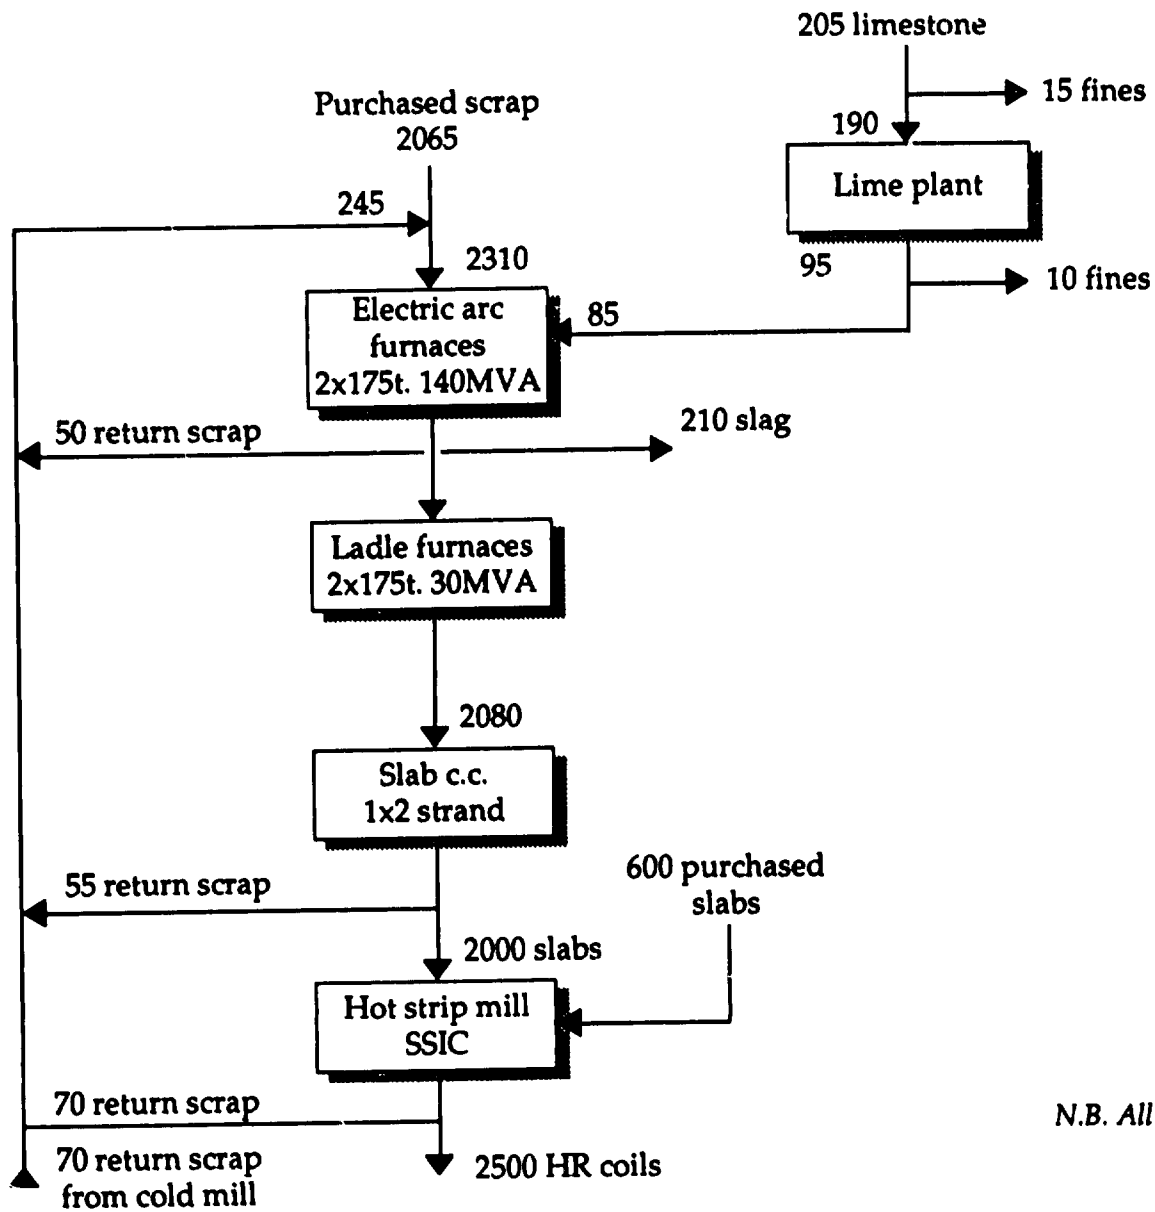 205 limestone
15 fines
Purchased scrap
2065
190
Lime plant
245
2310
95
10 fines
Electric arc
furnaces
2x175t. 140MVA
85
50 return scrap
210 slag
Ladle furnaces
2x175t. 30MVA
2080
Slab c.c.
1x2 strand
55 return scrap
600 purchased
slabs
2000 slabs
Hot strip mill
SSIC
70 return scrap
N.B. All
70 return scrap
from cold mill
2500 HR coils